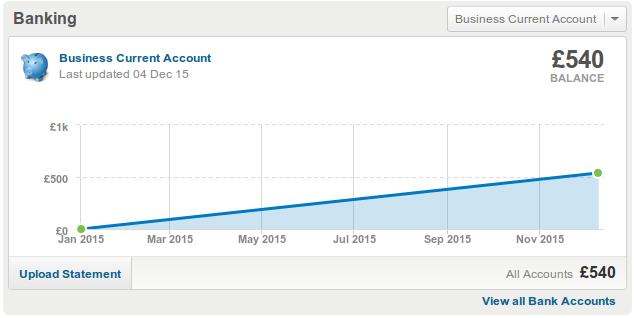 Banking
Business Current Account
Business Current Account
Last updated 04 Dec 15
£540
BALANCE
£1k
£500
£0
Jan 2015 Mar 2015 May 2015 Jul 2015 Sep 2015 Nov 2015
Upload Statement
All Accounts £540
View all Bank Accounts